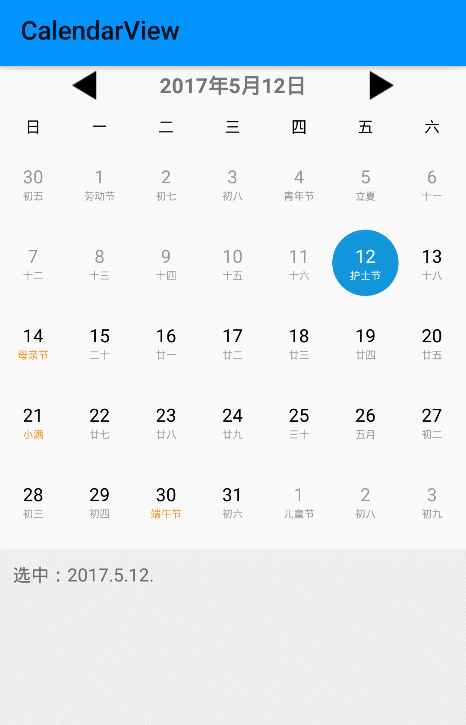 CalendarView
2017年5月12日
日 一 二 三 四 五 六
30 1 2 3 4 5 6
初五 劳动节 初七 初八 青年节 立夏 十一
7 8 9 10 11 12 13
十二 十三 十四 十五 十六 护士节 十八
14 15 16 17 18 19 20
母亲节 二十 廿一 廿二 廿三 廿四 廿五
21 22 23 24 25 26 27
小满 廿七 廿八 廿九 三十 五月 初二
28 29 30 31 1 2 3
初三 初四 端午节 初六 儿童节 初八 初九
选中：2017.5.12.